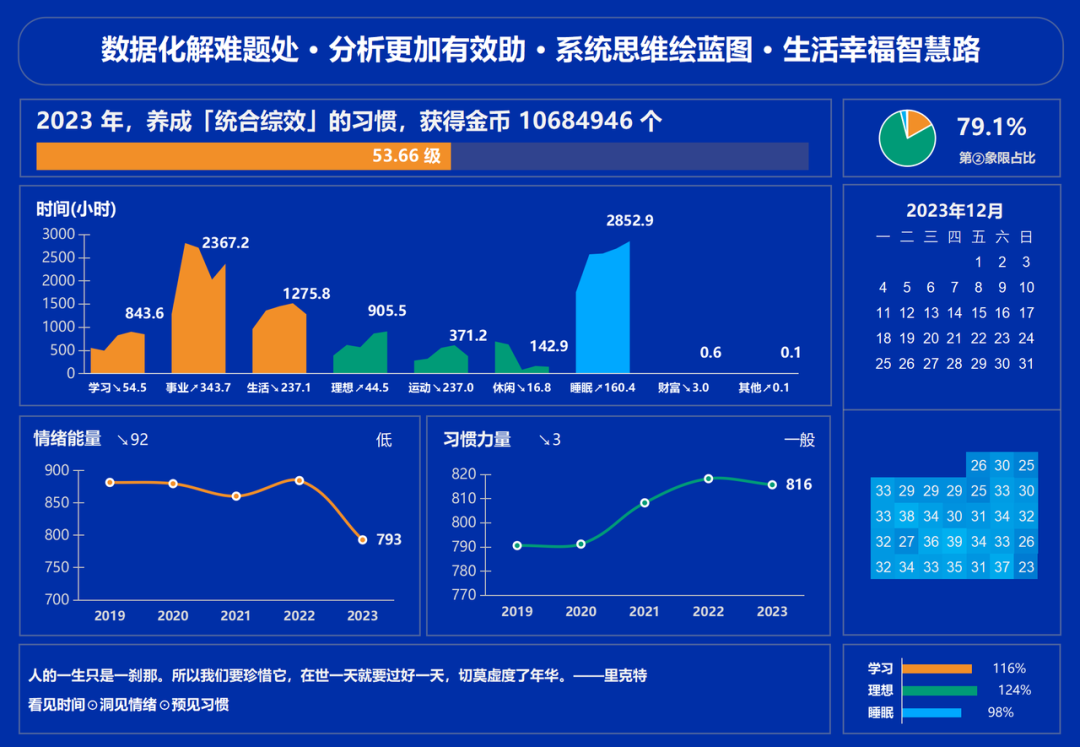 数据化解难题处 • 分析更加有效助 • 系统思维绘蓝图 • 生活幸福智慧路
2023 年，养成「统合综效」的习惯，获得金币 10684946 个
53.66 级
79.1%
第②象限占比
时间(小时)
3000
2500
2000
1500
1000
500
0
843.6
2367.2
1275.8
905.5
371.2
142.9
2852.9
0.6
0.1
学习↘54.5 事业↗343.7 生活↘237.1 理想↗44.5 运动↘237.0 休闲↘16.8 睡眠↗160.4 财富↘3.0 其他↗0.1
2023年12月
一 二 三 四 五 六 日
1 2 3
4 5 6 7 8 9 10
11 12 13 14 15 16 17
18 19 20 21 22 23 24
25 26 27 28 29 30 31
情绪能量 ↘92 低
900
850
800
750
700
793
2019 2020 2021 2022 2023
习惯力量 ↘3 一般
820
810
800
790
780
770
816
2019 2020 2021 2022 2023
26 30 25
33 29 29 29 25 33 30
33 38 34 30 31 34 32
32 27 36 39 34 33 26
32 34 33 35 31 37 23
人的一生只是一刹那。所以我们要珍惜它，在世一天就要过好一天，切莫虚度了年华。——里克特
看见时间⊙洞见情绪⊙预见习惯
学习 116%
理想 124%
睡眠 98%